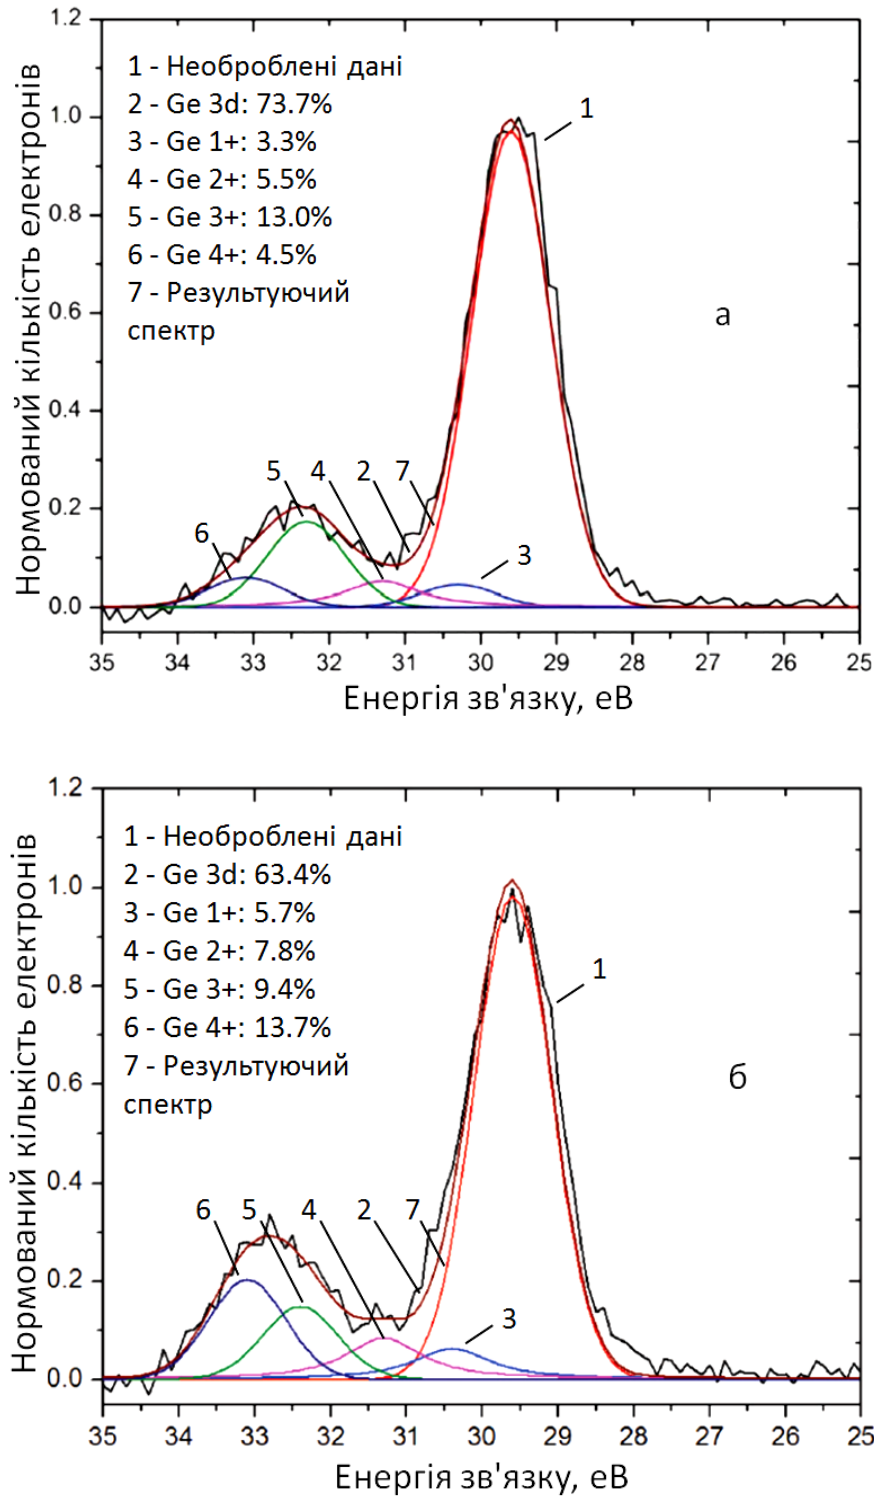 1.2
1.0
0.8
0.6
0.4
0.2
0.0
Нормований кількість електронів
1 - Необроблені дані
2 - Ge 3d: 73.7%
3 - Ge 1+: 3.3%
4 - Ge 2+: 5.5%
5 - Ge 3+: 13.0%
6 - Ge 4+: 4.5%
7 - Результуючий
спектр
1
а
5 4 2 7
6
3
35 34 33 32 31 30 29 28 27 26 25
Енергія зв'язку, еВ
1.2
1.0
0.8
0.6
0.4
0.2
0.0
Нормований кількість електронів
1 - Необроблені дані
2 - Ge 3d: 63.4%
3 - Ge 1+: 5.7%
4 - Ge 2+: 7.8%
5 - Ge 3+: 9.4%
6 - Ge 4+: 13.7%
7 - Результуючий
спектр
1
б
6 5 4 2 7
3
35 34 33 32 31 30 29 28 27 26 25
Енергія зв'язку, еВ